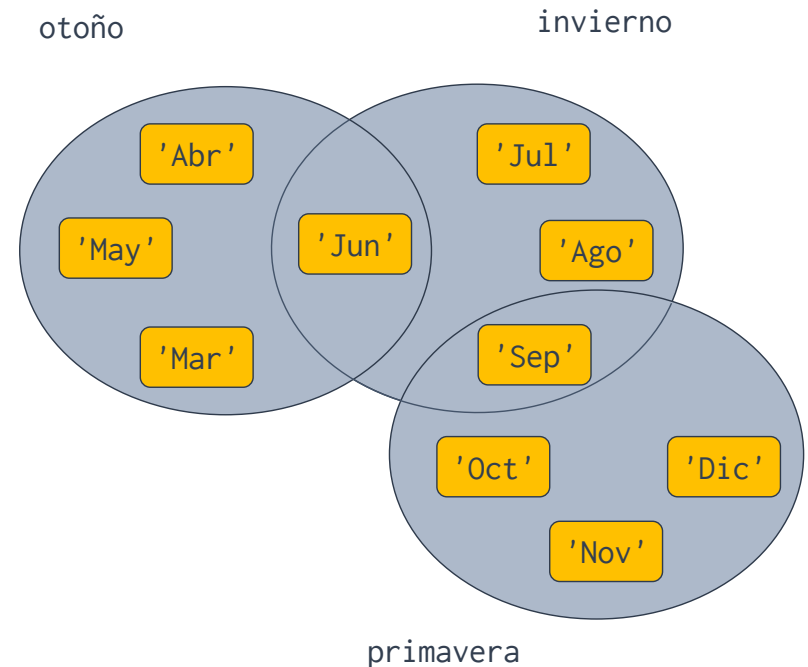 otoño
invierno
'Abr'
'Jul'
'May'
'Jun'
'Ago'
'Mar'
'Sep'
'Oct'
'Dic'
'Nov'
primavera